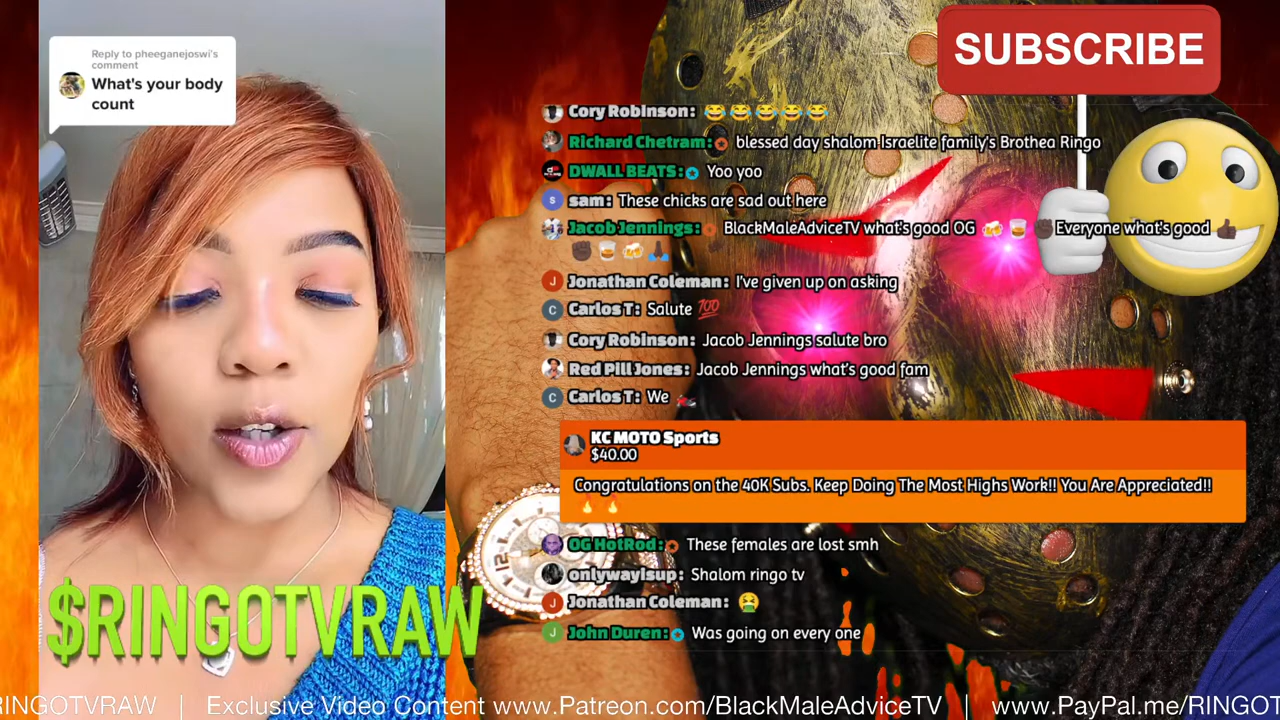 Reply to pheeganejoswi's
comment
What's your body
count
SUBSCRIBE
Cory Robinson: 😂😂😂😂😂
Richard Chetram: blessed day shalom Israelite family's Brothea Ringo
DWALL BEATS: Yoo yoo
sam: These chicks are sad out here
Jacob Jennings: BlackMaleAdviceTV what's good OG 🍻🥃✊🏿Everyone what's good 👍🏿
✊🏿🥃🍻🙏🏿
Jonathan Coleman: I've given up on asking
Carlos T: Salute 💯
Cory Robinson: Jacob Jennings salute bro
Red Pill Jones: Jacob Jennings what's good fam
Carlos T: We
KC MOTO Sports
$40.00
Congratulations on the 40K Subs. Keep Doing The Most Highs Work!! You Are Appreciated!!
🔥🔥
OG HotRod: These females are lost smh
onlywayisup: Shalom ringo tv
Jonathan Coleman: 🤮
John Duren: Was going on every one
$RINGOTVRAW
RINGOTVRAW | Exclusive Video Content www.Patreon.com/BlackMaleAdviceTV | www.PayPal.me/RINGOT